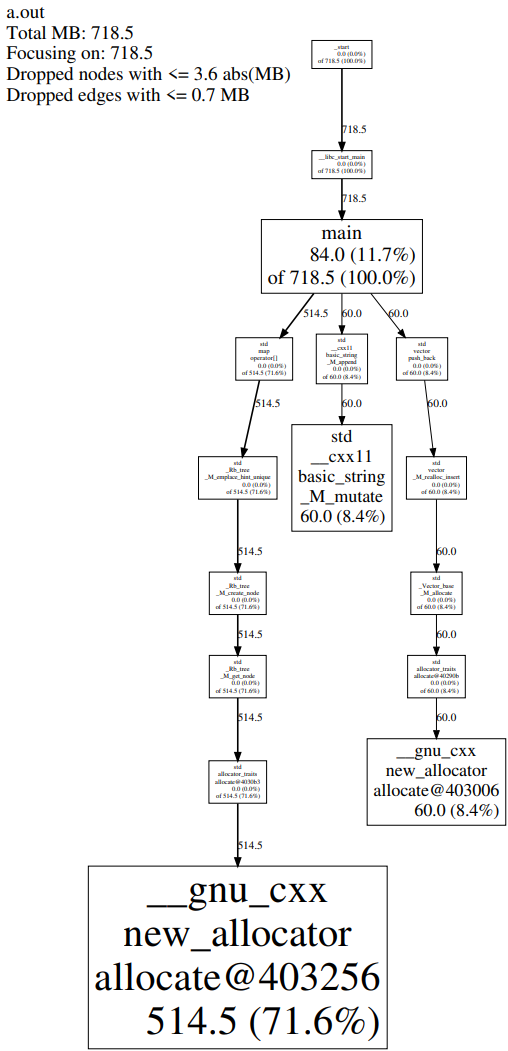 a.out
Total MB: 718.5
Focusing on: 718.5
Dropped nodes with <= 3.6 abs(MB)
Dropped edges with <= 0.7 MB
_start
0.0 (0.0%)
of 718.5 (100.0%)
718.5
__libc_start_main
0.0 (0.0%)
of 718.5 (100.0%)
718.5
main
84.0 (11.7%)
of 718.5 (100.0%)
514.5
60.0
60.0
std
map
operator[]
0.0 (0.0%)
of 514.5 (71.6%)
std
__cxx11
basic_string
_M_append
0.0 (0.0%)
of 60.0 (8.4%)
std
vector
push_back
0.0 (0.0%)
of 60.0 (8.4%)
514.5
60.0
60.0
std
_Rb_tree
_M_emplace_hint_unique
0.0 (0.0%)
of 514.5 (71.6%)
std
__cxx11
basic_string
_M_mutate
60.0 (8.4%)
std
vector
_M_realloc_insert
0.0 (0.0%)
of 60.0 (8.4%)
514.5
60.0
std
_Rb_tree
_M_create_node
0.0 (0.0%)
of 514.5 (71.6%)
std
_Vector_base
_M_allocate
0.0 (0.0%)
of 60.0 (8.4%)
514.5
60.0
std
_Rb_tree
_M_get_node
0.0 (0.0%)
of 514.5 (71.6%)
std
allocator_traits
allocate@40290b
0.0 (0.0%)
of 60.0 (8.4%)
514.5
60.0
std
allocator_traits
allocate@4030b3
0.0 (0.0%)
of 514.5 (71.6%)
__gnu_cxx
new_allocator
allocate@403006
60.0 (8.4%)
514.5
__gnu_cxx
new_allocator
allocate@403256
514.5 (71.6%)